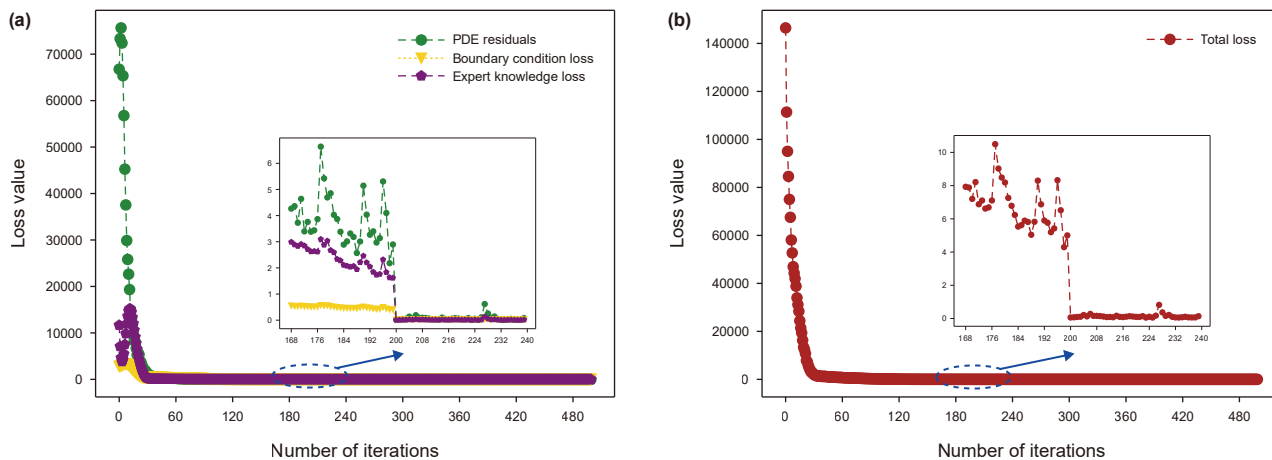 (a)
70000
60000
50000
40000
30000
20000
10000
0
Loss value
PDE residuals
Boundary condition loss
Expert knowledge loss
6
5
4
3
2
1
0
168 176 184 192 200 208 216 224 232 240
0 60 120 180 240 300 360 420 480
Number of iterations
(b)
140000
120000
100000
80000
60000
40000
20000
0
Loss value
Total loss
10
8
6
4
2
0
168 176 184 192 200 208 216 224 232 240
0 60 120 180 240 300 360 420 480
Number of iterations